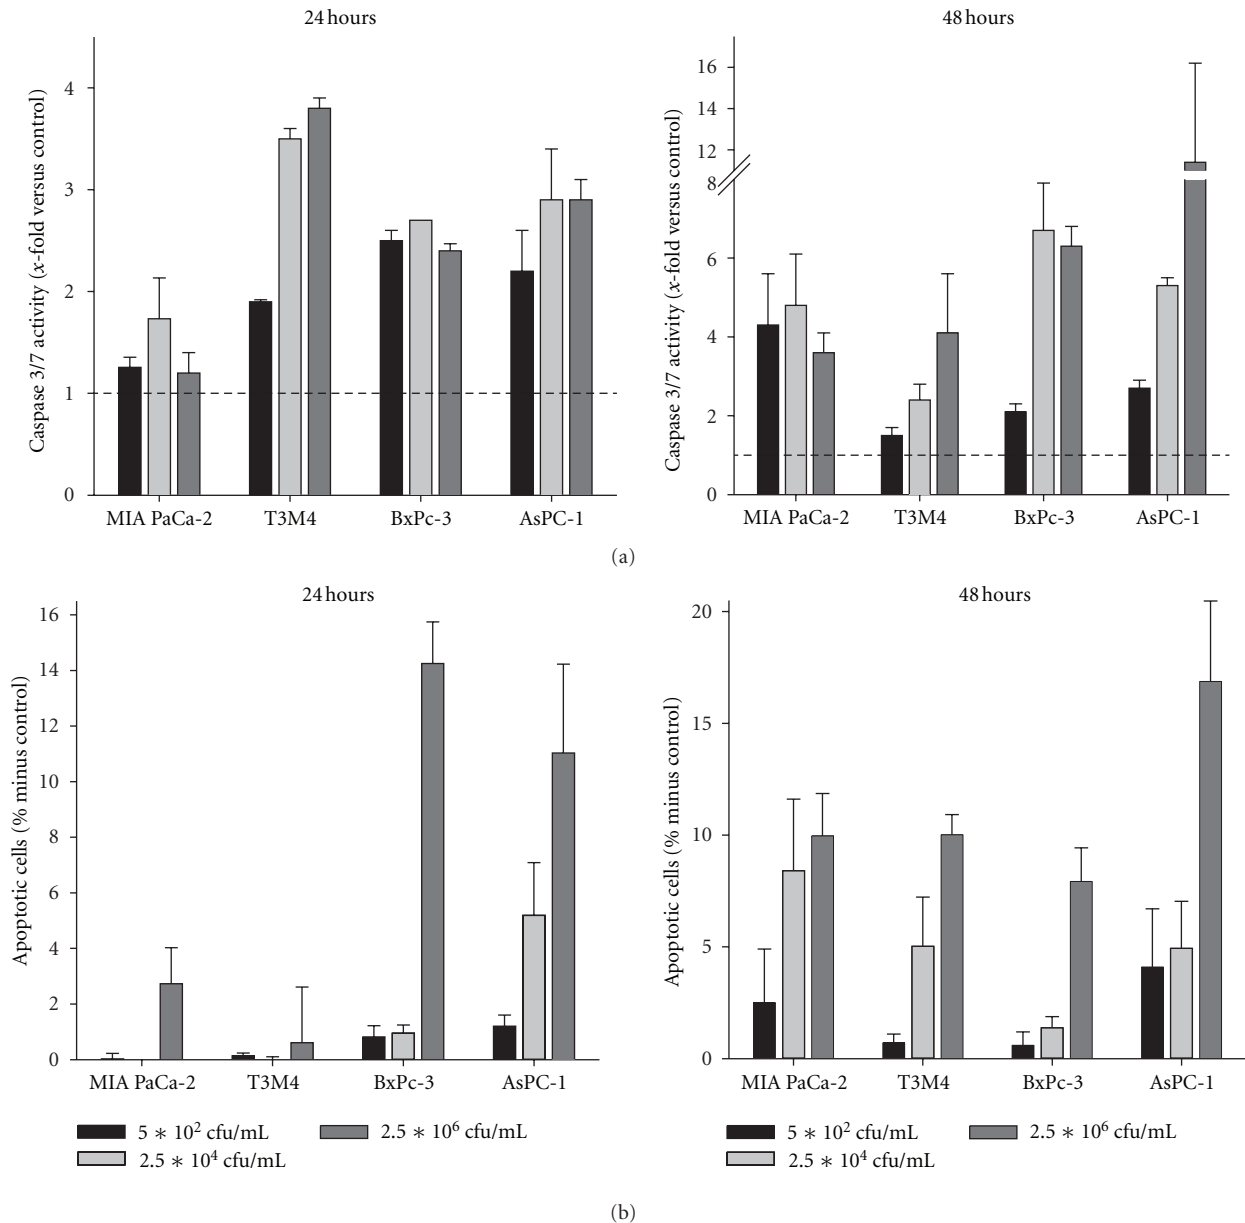 24 hours
Caspase 3/7 activity (x-fold versus control)
4
3
2
1
0
MIA PaCa-2 T3M4 BxPc-3 AsPC-1
48 hours
Caspase 3/7 activity (x-fold versus control)
16
14
12
8
6
4
2
0
MIA PaCa-2 T3M4 BxPc-3 AsPC-1
(a)
24 hours
Apoptotic cells (% minus control)
16
14
12
10
8
6
4
2
0
MIA PaCa-2 T3M4 BxPc-3 AsPC-1
5 ∗ 10² cfu/mL 2.5 ∗ 10⁶ cfu/mL
2.5 ∗ 10⁴ cfu/mL
48 hours
Apoptotic cells (% minus control)
20
15
10
5
0
MIA PaCa-2 T3M4 BxPc-3 AsPC-1
5 ∗ 10² cfu/mL 2.5 ∗ 10⁶ cfu/mL
2.5 ∗ 10⁴ cfu/mL
(b)